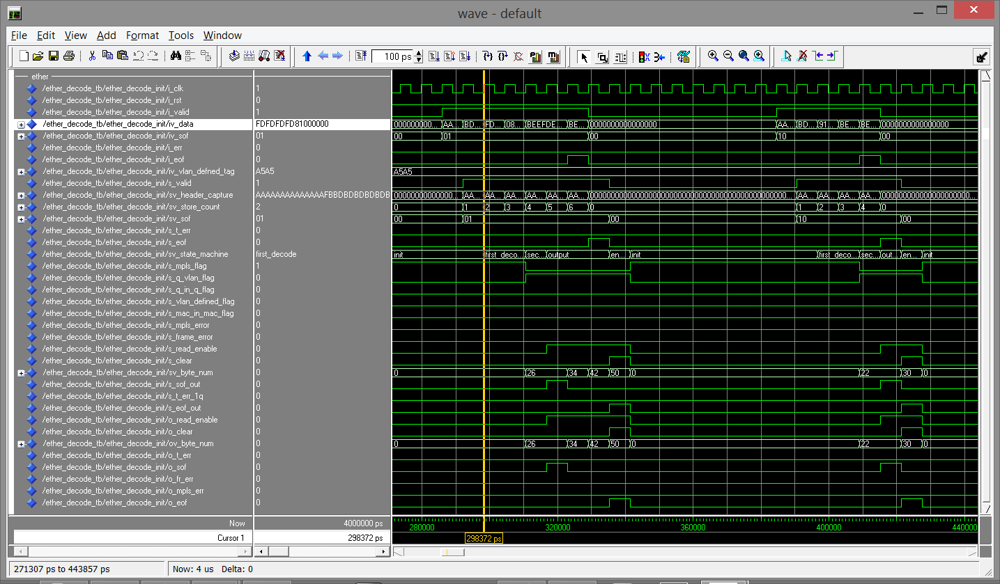 wave - default
File Edit View Add Format Tools Window
100 ps
ether
/ether_decode_tb/ether_decode_init/i_clk 1
/ether_decode_tb/ether_decode_init/i_rst 0
/ether_decode_tb/ether_decode_init/i_valid 1
/ether_decode_tb/ether_decode_init/iv_data FDFDFDFD81000000 000000000... AA... BD... FD... 08... BEEFDE... BE... 0000000000000000 AA... BD... 91... BE... BE... 0000000000000000
/ether_decode_tb/ether_decode_init/iv_sof 01 00 01 00 10 00
/ether_decode_tb/ether_decode_init/i_err 0
/ether_decode_tb/ether_decode_init/i_eof 0
/ether_decode_tb/ether_decode_init/iv_vlan_defned_tag A5A5 A5A5
/ether_decode_tb/ether_decode_init/s_valid 1
/ether_decode_tb/ether_decode_init/sv_header_capture AAAAAAAAAAAAAAFBBDBDBDBDBDBDB 0000000000000... AA... AA... AA... AA... AA... AA... AA... AA... AA... AA...
/ether_decode_tb/ether_decode_init/sv_store_count 2 0 1 2 3 4 5 6 0 1 2 3 4 0
/ether_decode_tb/ether_decode_init/sv_sof 01 00 01 00 10 00
/ether_decode_tb/ether_decode_init/s_t_err 0
/ether_decode_tb/ether_decode_init/s_eof 0
/ether_decode_tb/ether_decode_init/sv_state_machine first_decode init first_deco... sec... output en... init first_deco... sec... out... en... init
/ether_decode_tb/ether_decode_init/s_mpls_flag 1
/ether_decode_tb/ether_decode_init/s_q_vlan_flag 0
/ether_decode_tb/ether_decode_init/s_q_in_q_flag 0
/ether_decode_tb/ether_decode_init/s_vlan_defined_flag 0
/ether_decode_tb/ether_decode_init/s_mac_in_mac_flag 0
/ether_decode_tb/ether_decode_init/s_mpls_error 0
/ether_decode_tb/ether_decode_init/s_frame_error 0
/ether_decode_tb/ether_decode_init/s_read_enable 0
/ether_decode_tb/ether_decode_init/s_clear 0
/ether_decode_tb/ether_decode_init/sv_byte_num 0 0 26 34 42 50 0 22 30 0
/ether_decode_tb/ether_decode_init/s_sof_out 0
/ether_decode_tb/ether_decode_init/s_t_err_1q 0
/ether_decode_tb/ether_decode_init/s_eof_out 0
/ether_decode_tb/ether_decode_init/o_read_enable 0
/ether_decode_tb/ether_decode_init/o_clear 0
/ether_decode_tb/ether_decode_init/ov_byte_num 0 0 26 34 42 50 0 22 30 0
/ether_decode_tb/ether_decode_init/o_t_err 0
/ether_decode_tb/ether_decode_init/o_sof 0
/ether_decode_tb/ether_decode_init/o_fr_err 0
/ether_decode_tb/ether_decode_init/o_mpls_err 0
/ether_decode_tb/ether_decode_init/o_eof 0
Now 4000000 ps 280000 320000 360000 400000 440000
Cursor 1 298372 ps 298372 ps
271307 ps to 443857 ps Now: 4 us Delta: 0